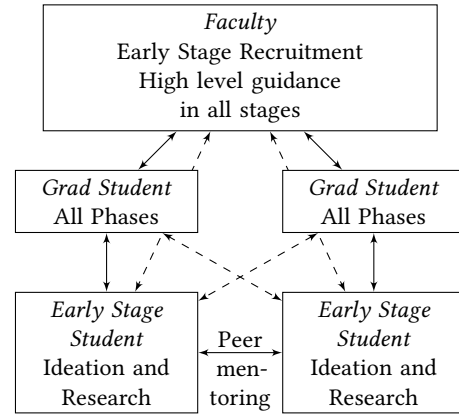 Faculty
Early Stage Recruitment
High level guidance
in all stages
Grad Student
All Phases
Grad Student
All Phases
Early Stage
Student
Ideation and
Research
Peer
men-
toring
Early Stage
Student
Ideation and
Research